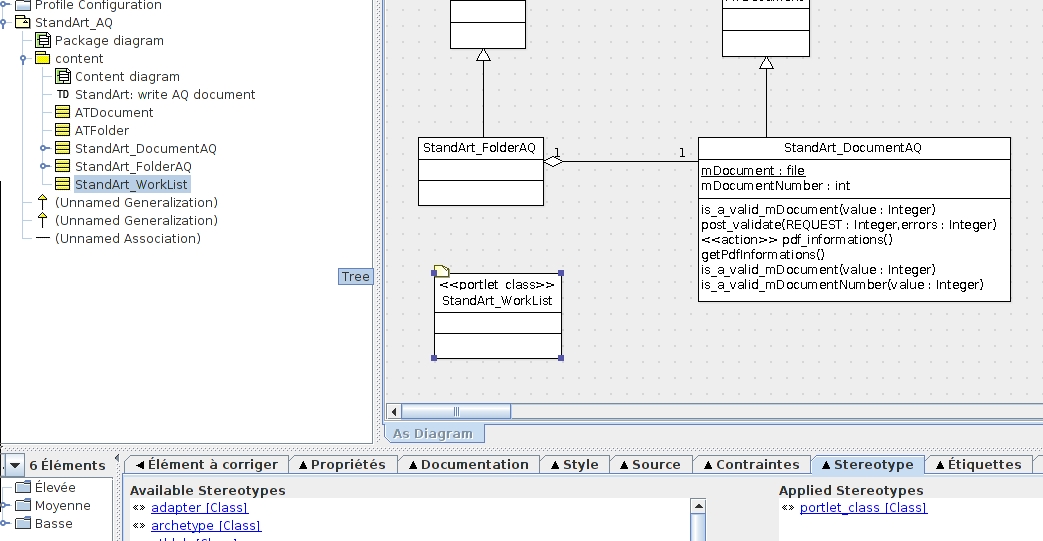 Profile Configuration
StandArt_AQ
Package diagram
content
Content diagram
TD StandArt: write AQ document
ATDocument
ATFolder
StandArt_DocumentAQ
StandArt_FolderAQ
StandArt_WorkList
(Unnamed Generalization)
(Unnamed Generalization)
(Unnamed Association)
Tree
StandArt_FolderAQ
1
1
StandArt_DocumentAQ
mDocument : file
mDocumentNumber : int
is_a_valid_mDocument(value : Integer)
post_validate(REQUEST : Integer,errors : Integer)
<<action>> pdf_informations()
getPdfInformations()
is_a_valid_mDocument(value : Integer)
is_a_valid_mDocumentNumber(value : Integer)
<<portlet class>>
StandArt_WorkList
As Diagram
6 Éléments
Élevée
Moyenne
Basse
Élément à corriger
Propriétés
Documentation
Style
Source
Contraintes
Stereotype
Étiquettes
Available Stereotypes
«» adapter [Class]
«» archetype [Class]
Applied Stereotypes
«» portlet_class [Class]